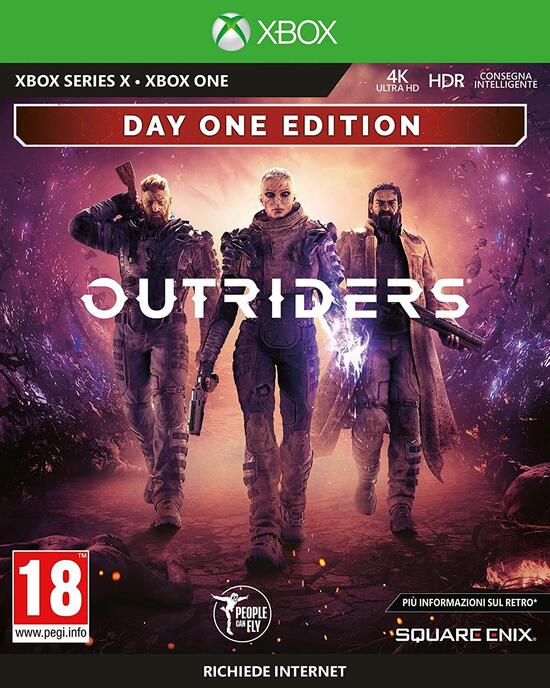 XBOX
XBOX SERIES X • XBOX ONE
4K
ULTRA HD
HDR
CONSEGNA
INTELLIGENTE
DAY ONE EDITION
OUTRIDERS
18
™
www.pegi.info
PEOPLE
CAN
FLY
PIÙ INFORMAZIONI SUL RETRO*
SQUARE ENIX®
RICHIEDE INTERNET